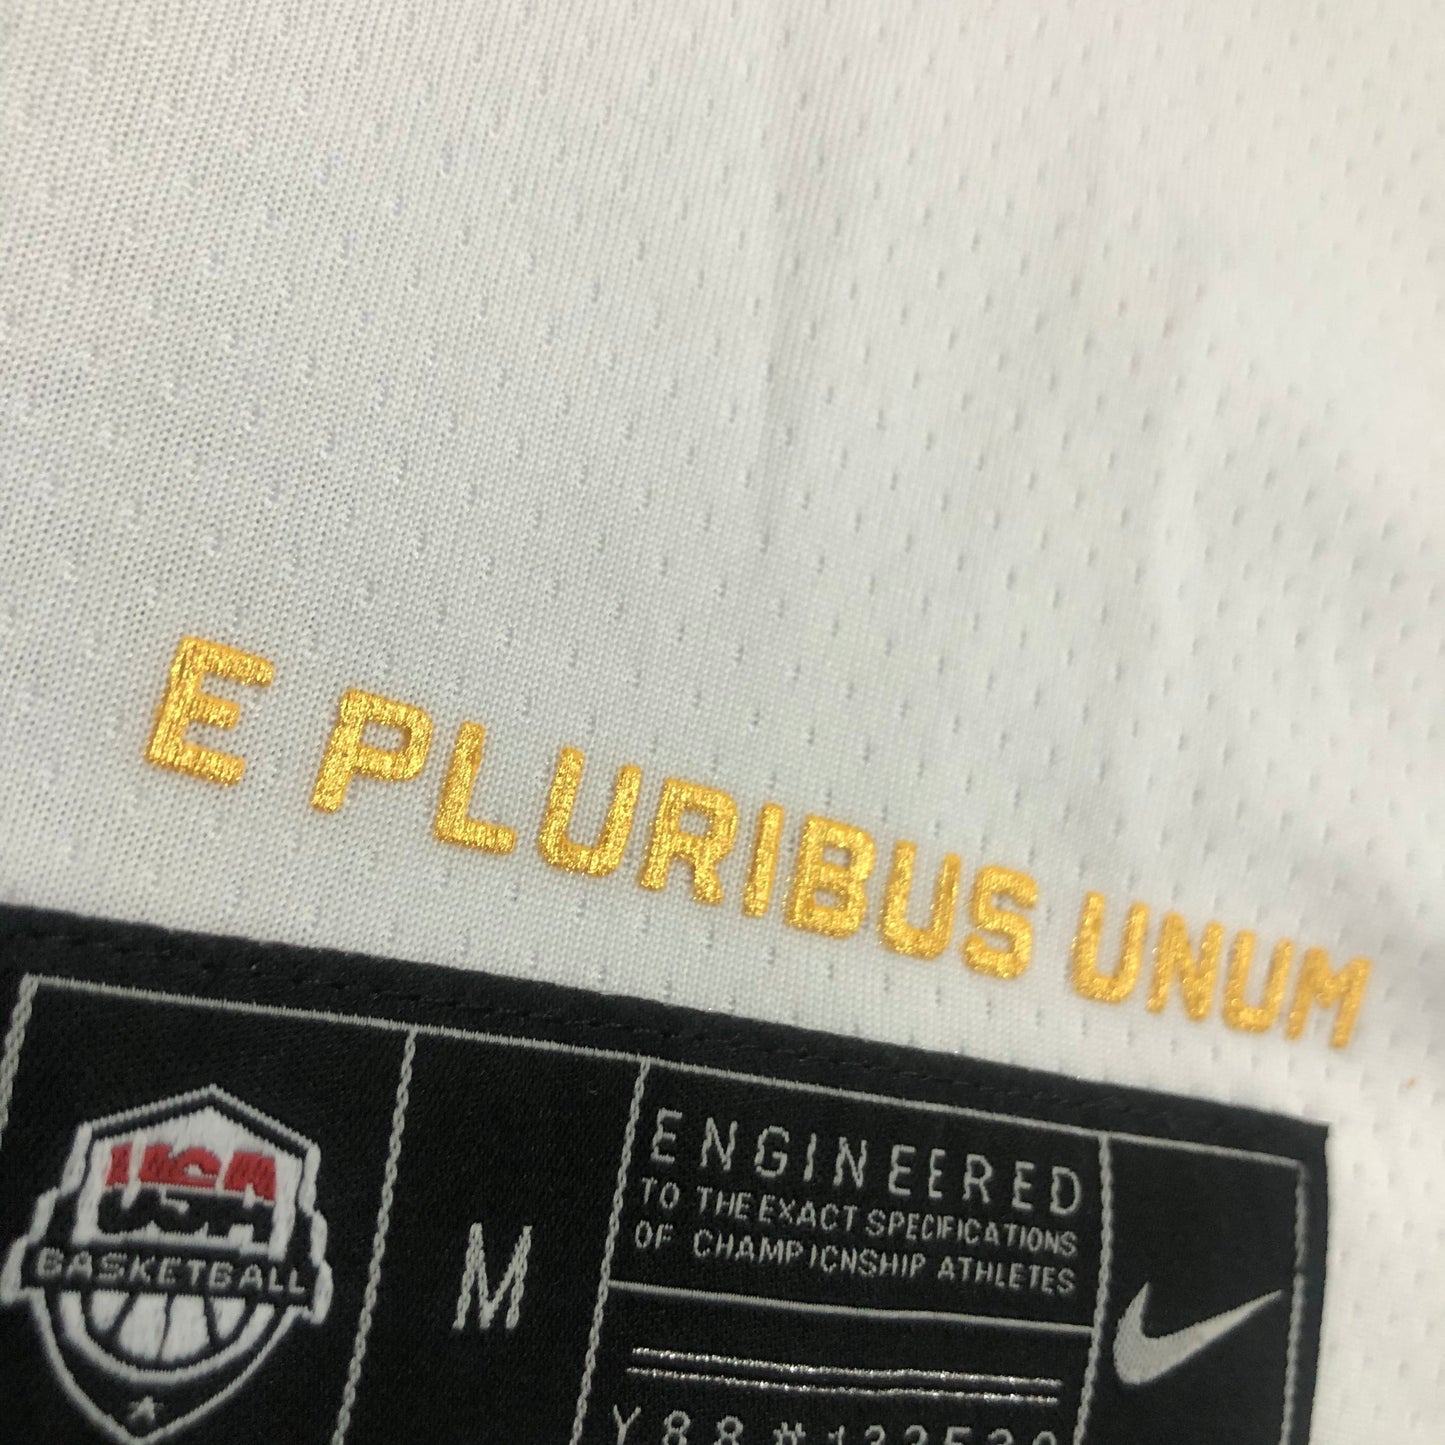 E PLURIBUS UNUM
USA
BASKETBALL
M
ENGINEERED
TO THE EXACT SPECIFICATIONS
OF CHAMPICNSHIP ATHLETES